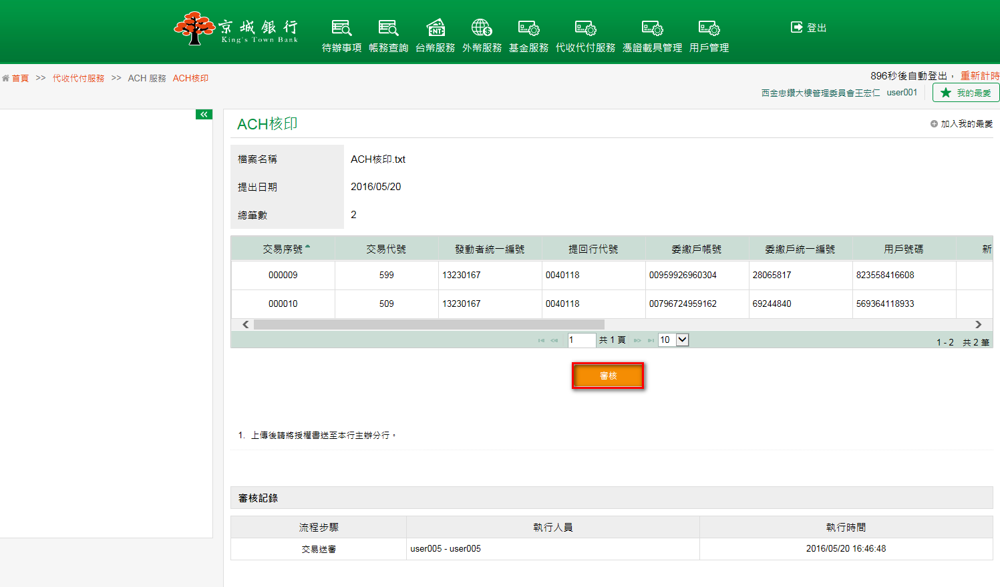 京城銀行
King's Town Bank
待辦事項 帳務查詢 台幣服務 外幣服務 基金服務 代收代付服務 憑證載具管理 用戶管理
登出
首頁 >> 代收代付服務 >> ACH 服務 ACH核印
896秒後自動登出， 重新計時
西金忠鑽大樓管理委員會王宏仁 user001 我的最愛
ACH核印
加入我的最愛
檔案名稱 ACH核印.txt
提出日期 2016/05/20
總筆數 2
交易序號 交易代號 發動者統一編號 提回行代號 委繳戶帳號 委繳戶統一編號 用戶號碼 新
000009 599 13230167 0040118 00959926960304 28065817 823558416608
000010 509 13230167 0040118 00796724959162 69244840 569364118933
1 共 1 頁 10 1 - 2 共 2 筆
審核
1. 上傳後請將授權書送至本行主辦分行。
審核記錄
流程步驟 執行人員 執行時間
交易送審 user005 - user005 2016/05/20 16:46:48